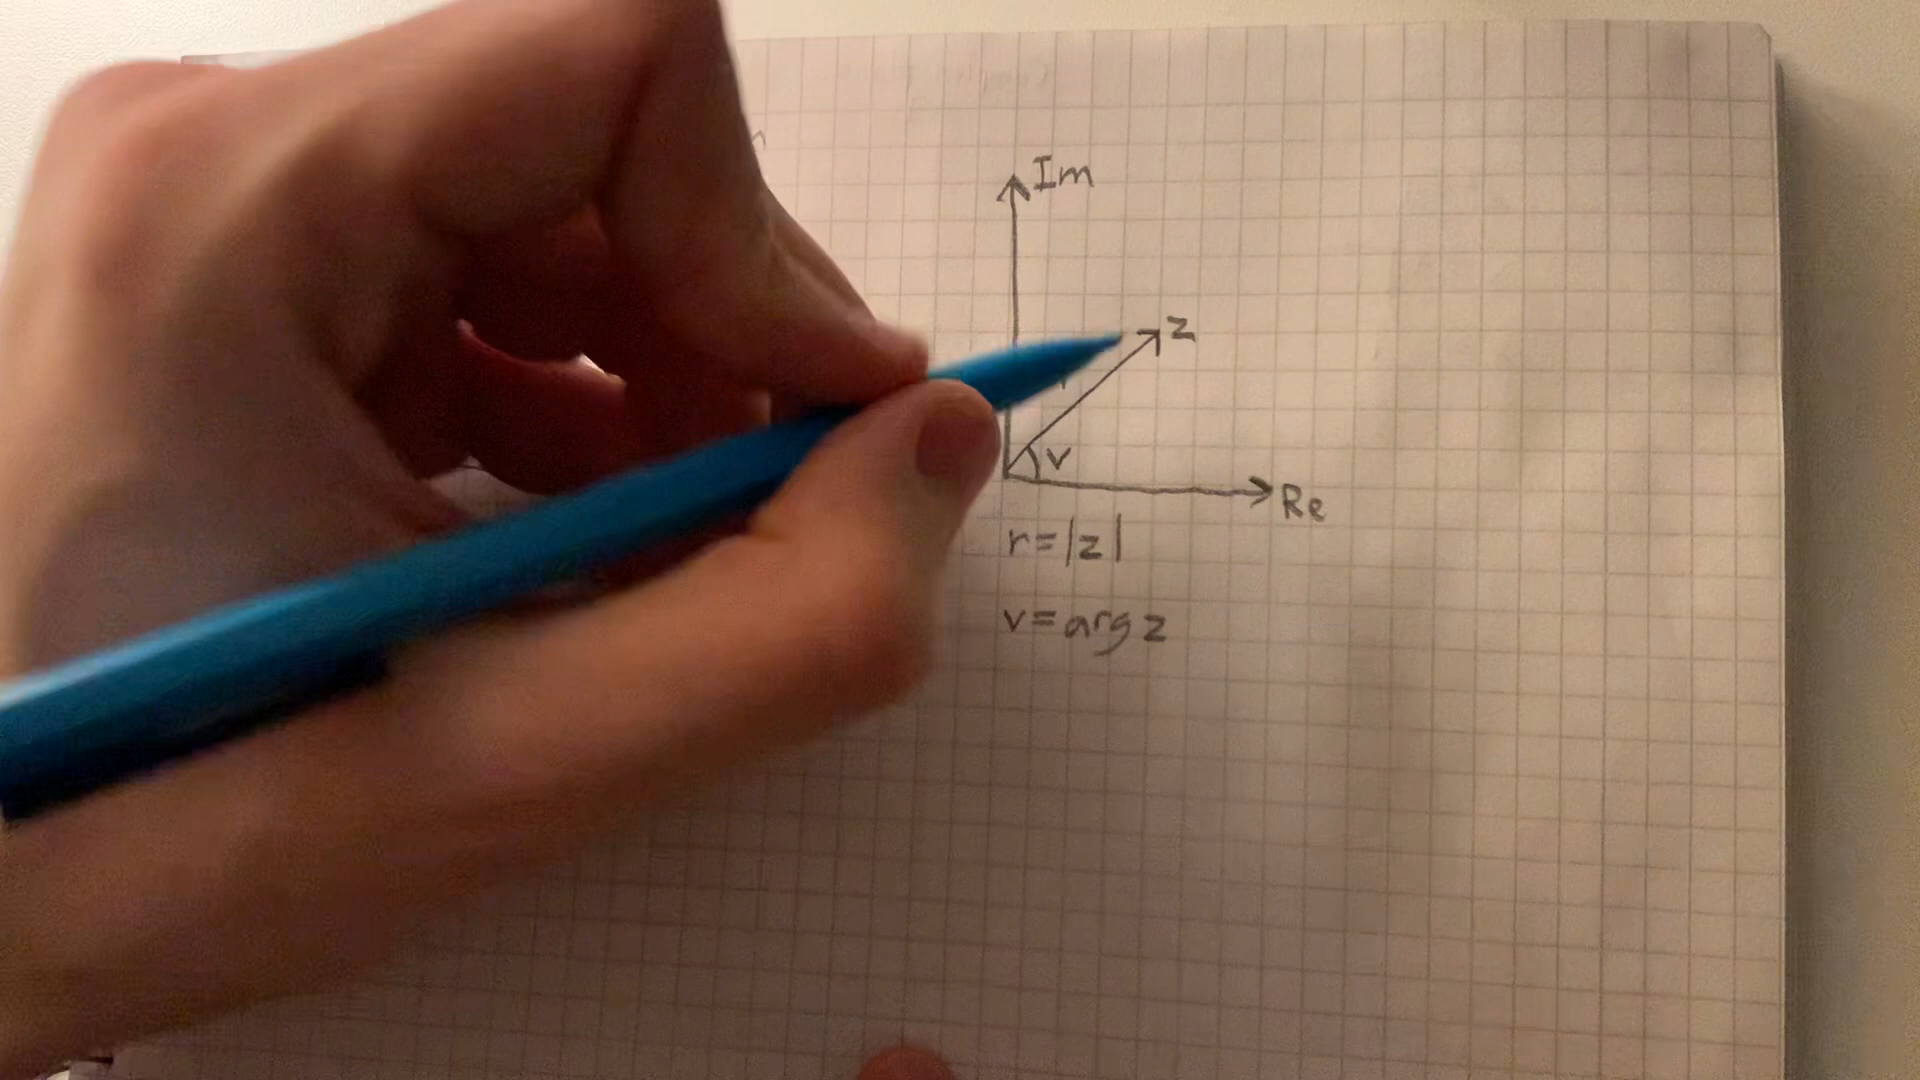 Im
z
v
Re
r=|z|
v=arg z